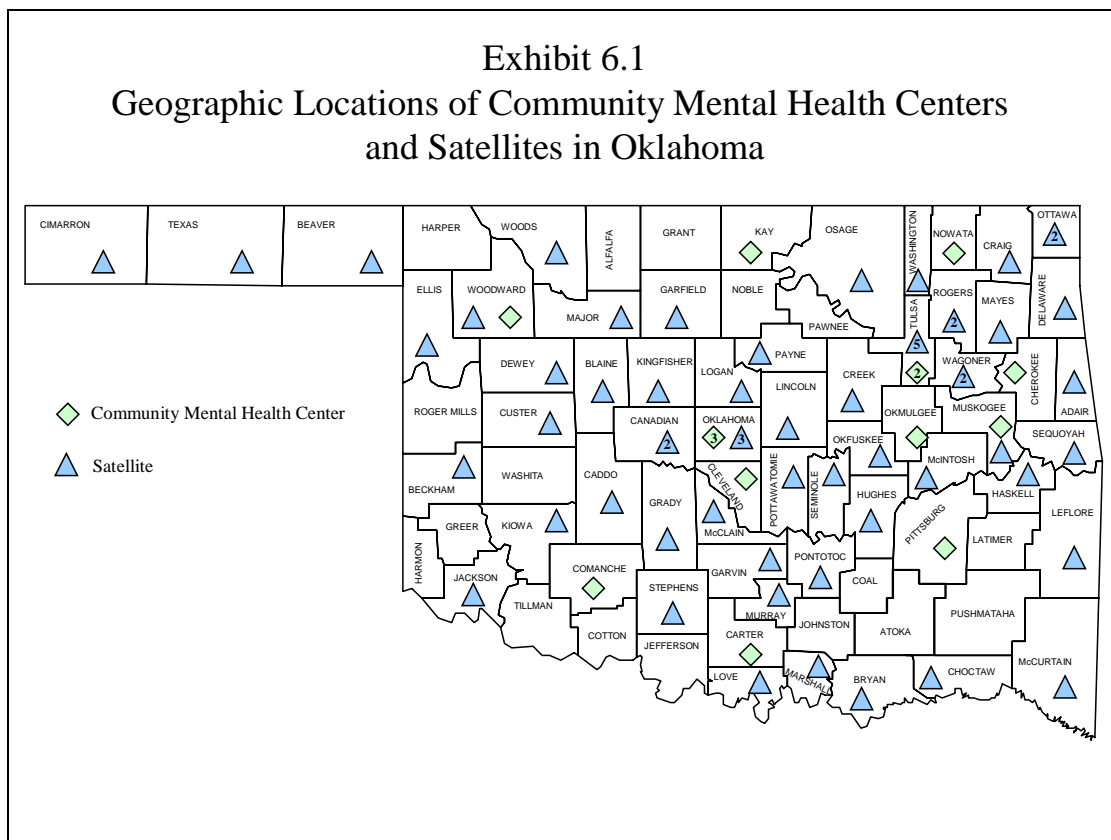 Exhibit 6.1
Geographic Locations of Community Mental Health Centers
and Satellites in Oklahoma
CIMARRON
TEXAS
BEAVER
HARPER
WOODS
ALFALFA
GRANT
KAY
OSAGE
WASHINGTON
NOWATA
CRAIG
OTTAWA
2
ELLIS
WOODWARD
MAJOR
GARFIELD
NOBLE
PAWNEE
TULSA
5
2
ROGERS
2
MAYES
DELAWARE
DEWEY
BLAINE
KINGFISHER
LOGAN
PAYNE
LINCOLN
CREEK
WAGONER
2
CHEROKEE
ADAIR
Community Mental Health Center
Satellite
ROGER MILLS
CUSTER
CANADIAN
2
OKLAHOMA
3
3
OKMULGEE
MUSKOGEE
SEQUOYAH
BECKHAM
WASHITA
CADDO
GRADY
CLEVELAND
McCLAIN
POTTAWATOMIE
SEMINOLE
OKFUSKEE
HUGHES
McINTOSH
HASKELL
PITTSBURG
LATIMER
LEFLORE
GREER
HARMON
KIOWA
JACKSON
TILLMAN
COMANCHE
COTTON
STEPHENS
JEFFERSON
GARVIN
MURRAY
PONTOTOC
COAL
JOHNSTON
ATOKA
PUSHMATAHA
CARTER
LOVE
MARSHALL
BRYAN
CHOCTAW
McCURTAIN